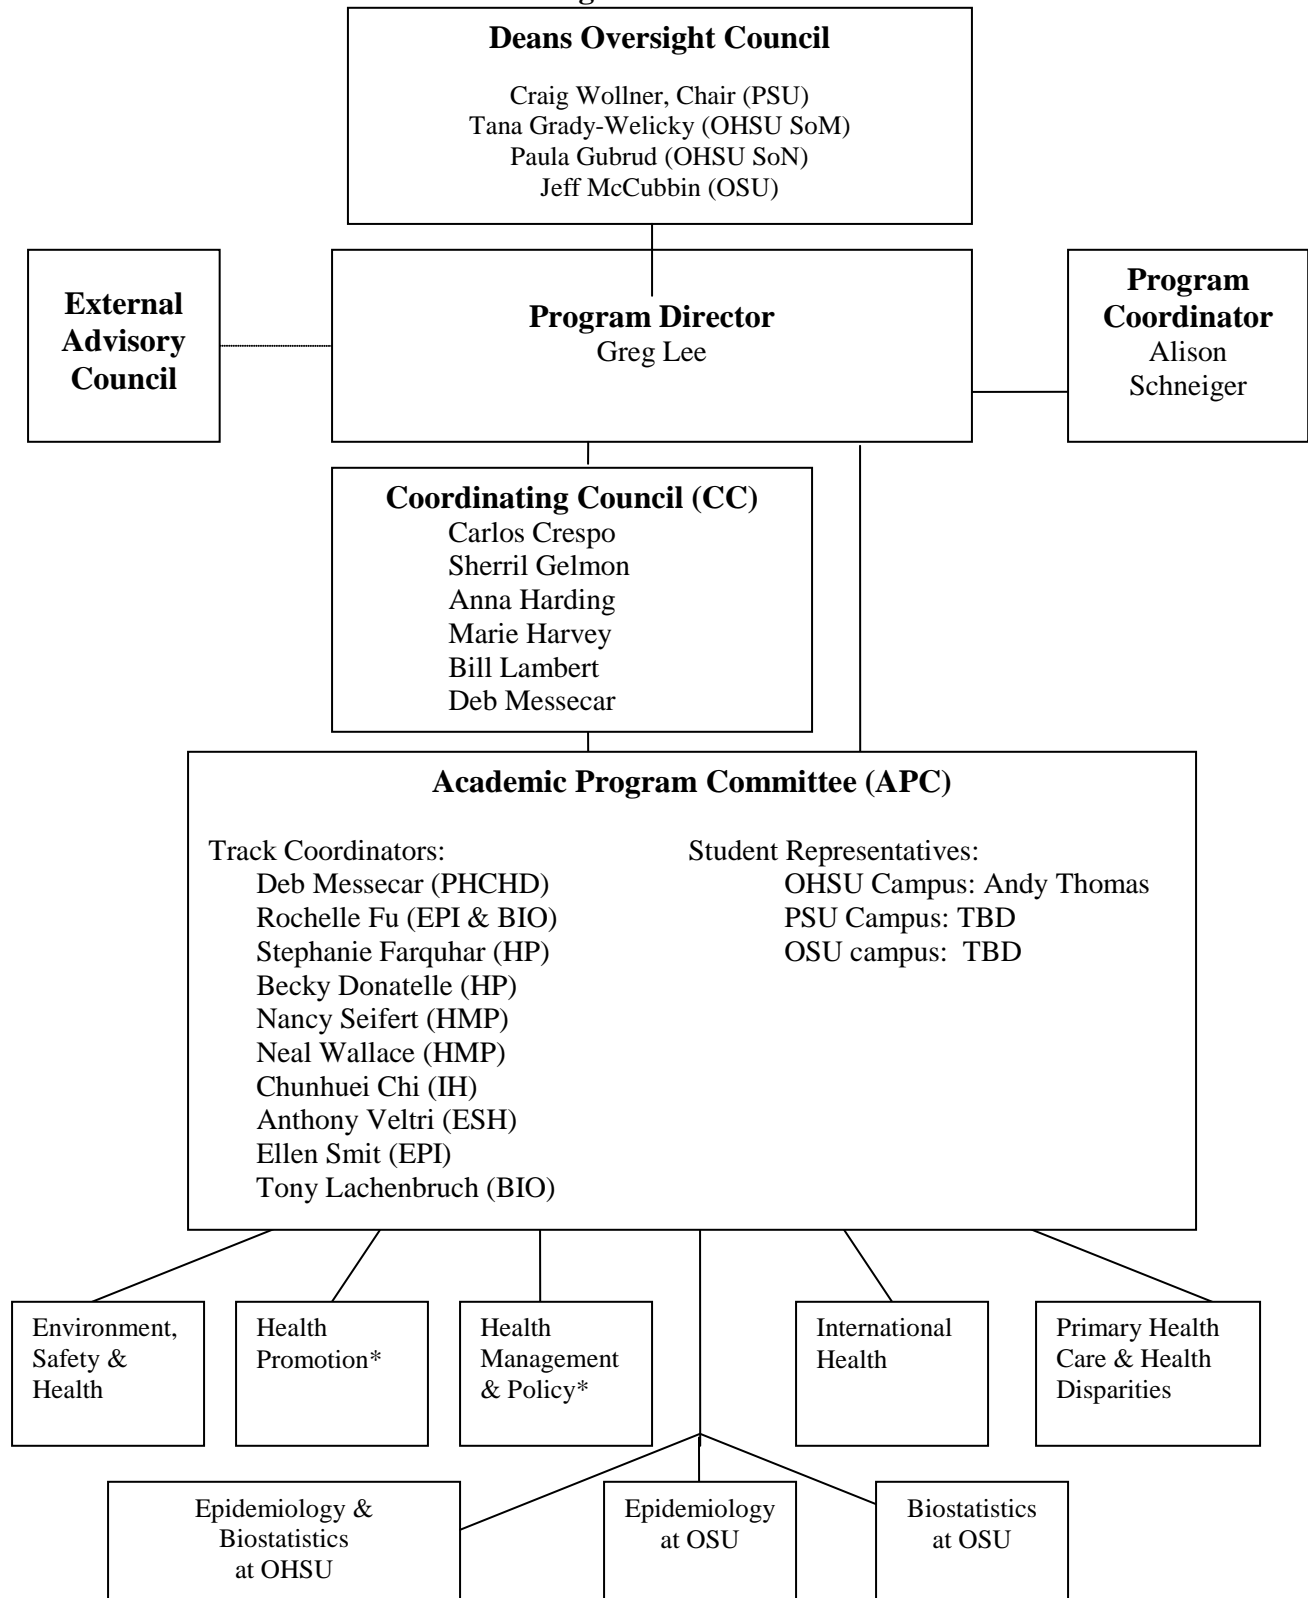 Deans Oversight Council
Craig Wollner, Chair (PSU)
Tana Grady-Welicky (OHSU SoM)
Paula Gubrud (OHSU SoN)
Jeff McCubbin (OSU)
External
Advisory
Council
Program Director
Greg Lee
Program
Coordinator
Alison
Schneiger
Coordinating Council (CC)
Carlos Crespo
Sherril Gelmon
Anna Harding
Marie Harvey
Bill Lambert
Deb Messecar
Academic Program Committee (APC)
Track Coordinators:
Deb Messecar (PHCHD)
Rochelle Fu (EPI & BIO)
Stephanie Farquhar (HP)
Becky Donatelle (HP)
Nancy Seifert (HMP)
Neal Wallace (HMP)
Chunhuei Chi (IH)
Anthony Veltri (ESH)
Ellen Smit (EPI)
Tony Lachenbruch (BIO)
Student Representatives:
OHSU Campus: Andy Thomas
PSU Campus: TBD
OSU campus:  TBD
Environment,
Safety &
Health
Health
Promotion*
Health
Management
& Policy*
International
Health
Primary Health
Care & Health
Disparities
Epidemiology &
Biostatistics
at OHSU
Epidemiology
at OSU
Biostatistics
at OSU